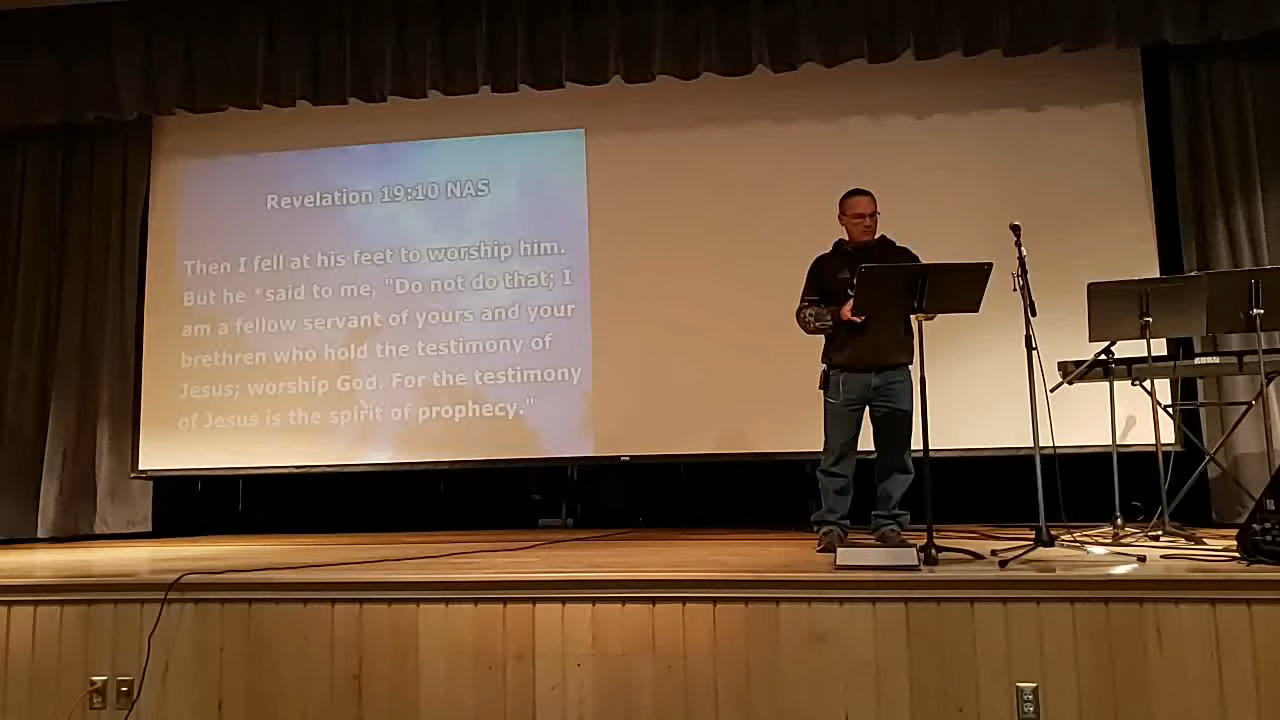 Revelation 19:10 NAS
Then I fell at his feet to worship him.
But he *said to me, "Do not do that; I
am a fellow servant of yours and your
brethren who hold the testimony of
Jesus; worship God. For the testimony
of Jesus is the spirit of prophecy."
KORG